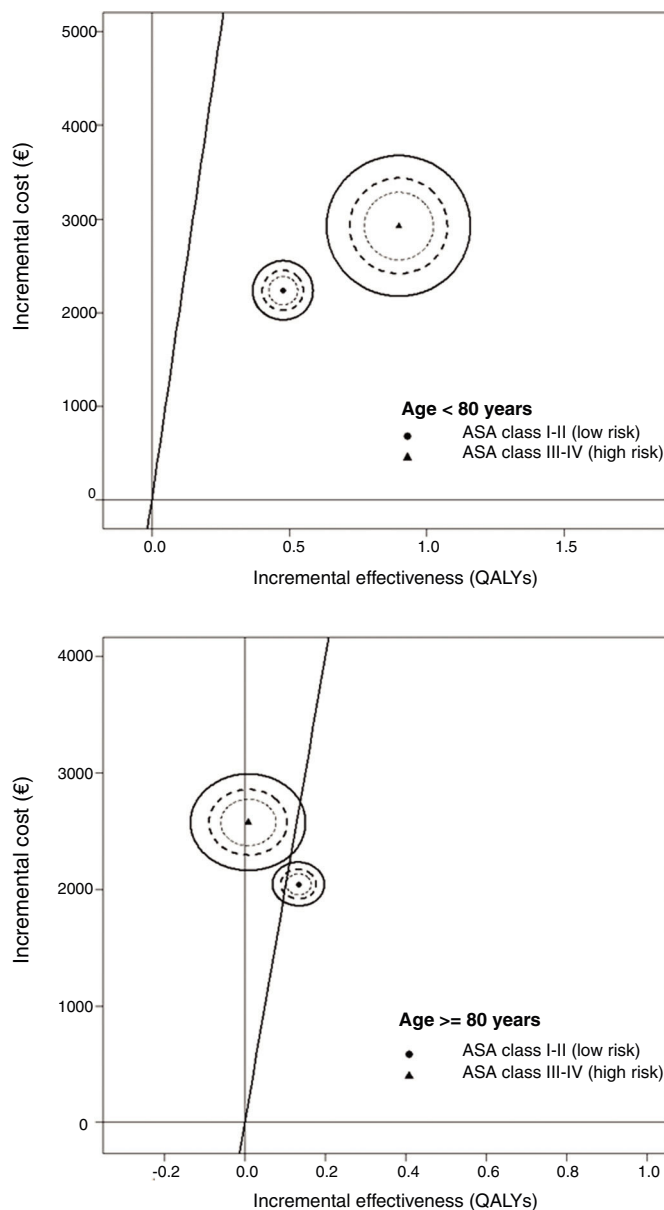 5000
4000
3000
2000
1000
0
Incremental cost (€)
Age < 80 years
ASA class I-II (low risk)
ASA class III-IV (high risk)
0.0 0.5 1.0 1.5
Incremental effectiveness (QALYs)
4000
3000
2000
1000
0
Incremental cost (€)
Age >= 80 years
ASA class I-II (low risk)
ASA class III-IV (high risk)
-0.2 0.0 0.2 0.4 0.6 0.8 1.0
Incremental effectiveness (QALYs)